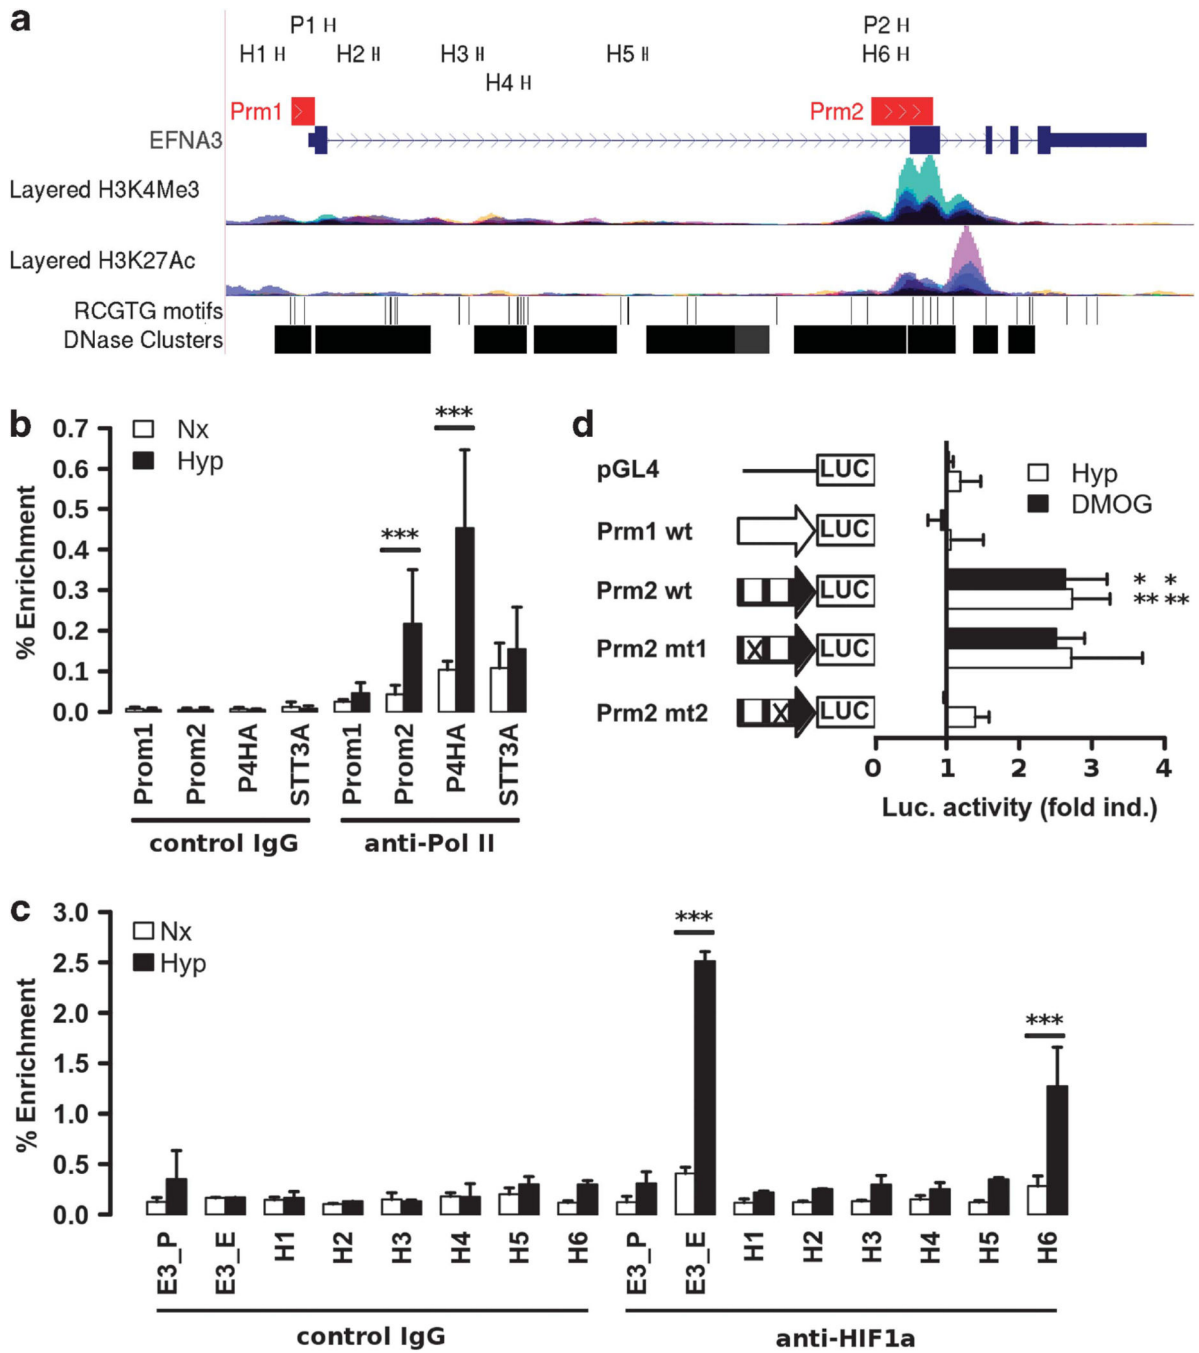 a
P1
P2
H1
H2
H3
H5
H6
H4
Prm1
Prm2
EFNA3
Layered H3K4Me3
Layered H3K27Ac
RCGTG motifs
DNase Clusters
b
% Enrichment
0.7
0.6
0.5
0.4
0.3
0.2
0.1
0.0
Nx
Hyp
***
***
Prom1
Prom2
P4HA
STT3A
Prom1
Prom2
P4HA
STT3A
control IgG
anti-Pol II
d
pGL4
LUC
Prm1 wt
LUC
Prm2 wt
LUC
Prm2 mt1
X
LUC
Prm2 mt2
X
LUC
Hyp
DMOG
* *
** **
0 1 2 3 4
Luc. activity (fold ind.)
c
% Enrichment
3.0
2.5
2.0
1.5
1.0
0.5
0.0
Nx
Hyp
***
***
E3_P
E3_E
H1
H2
H3
H4
H5
H6
E3_P
E3_E
H1
H2
H3
H4
H5
H6
control IgG
anti-HIF1a